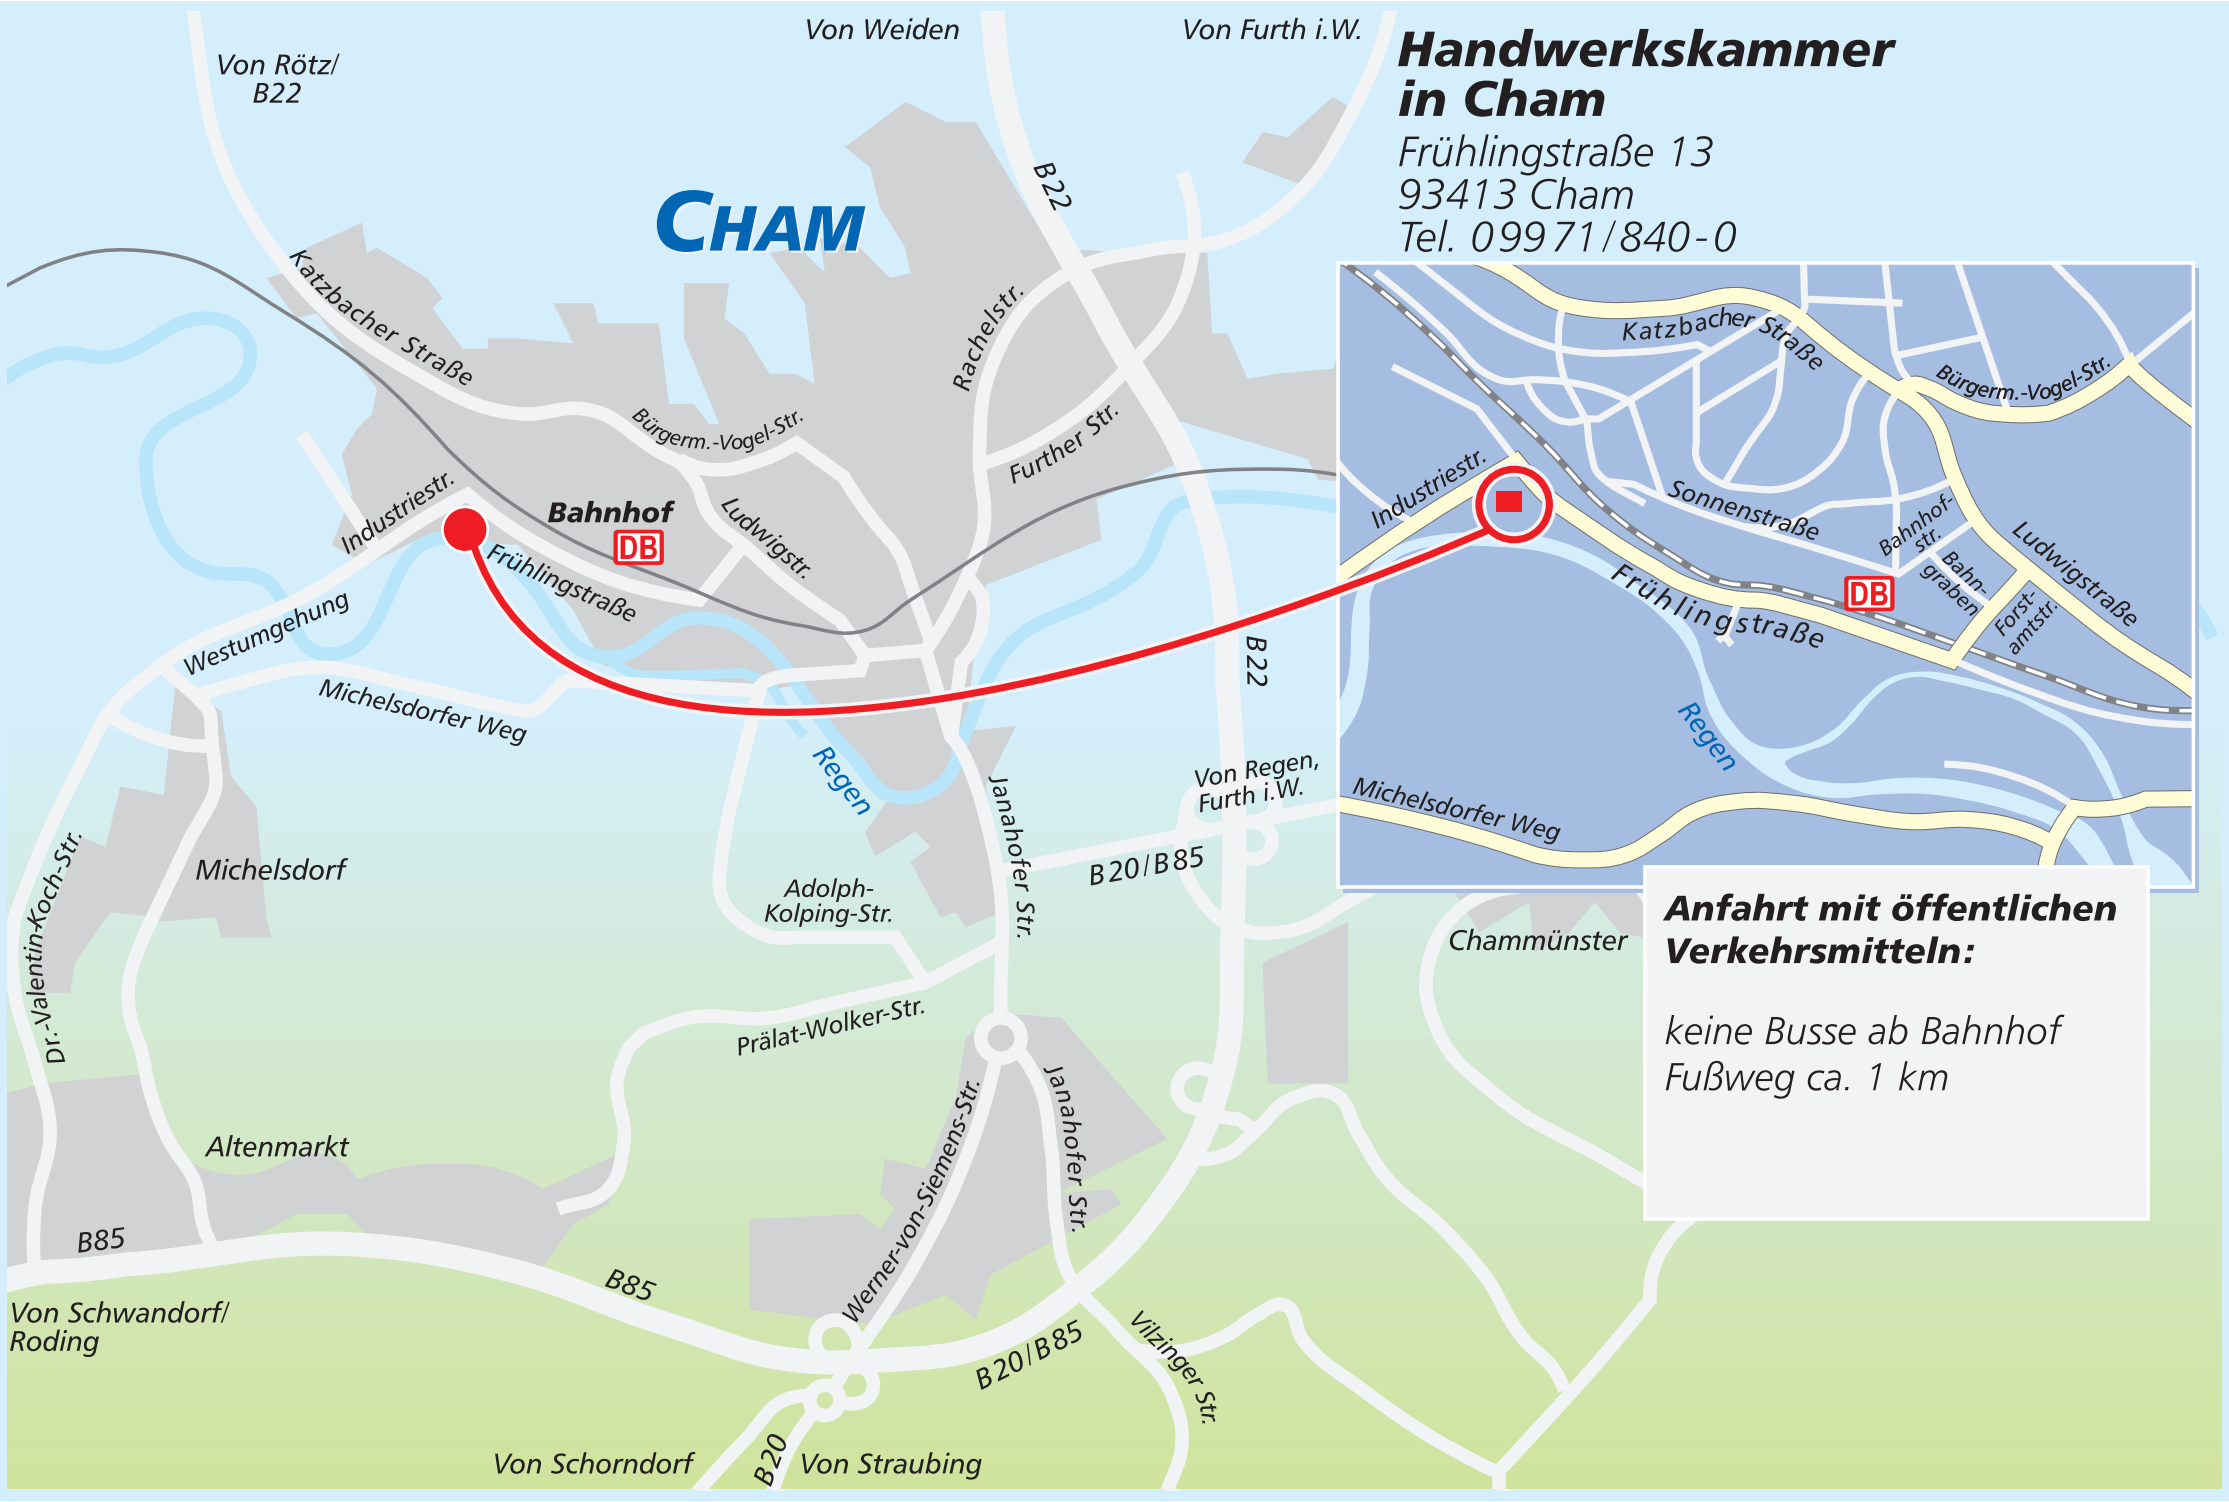 Von Weiden
Von Furth i.W.
Von Rötz/
B22
Handwerkskammer
in Cham
Frühlingstraße 13
93413 Cham
Tel. 09971/840-0
B22
CHAM
Katzbacher Straße
Rachelstr.
Bürgerm.-Vogel-Str.
Further Str.
Industriestr.
Bahnhof
DB
Ludwigstr.
Frühlingstraße
Westumgehung
B22
Michelsdorfer Weg
Regen
Von Regen,
Furth i.W.
Janahofer Str.
B20/B85
Michelsdorf
Dr.-Valentin-Koch-Str.
Adolph-
Kolping-Str.
Prälat-Wolker-Str.
Chammünster
Altenmarkt
Werner-von-Siemens-Str.
Janahofer Str.
B85
B85
Von Schwandorf/
Roding
B20/B85
Vilzinger Str.
Von Schorndorf
B20
Von Straubing
Katzbacher Straße
Bürgerm.-Vogel-Str.
Industriestr.
Sonnenstraße
Bahnhof-
str.
Ludwigstraße
Bahn-
graben
DB
Forst-
amtstr.
Frühlingstraße
Regen
Michelsdorfer Weg
Anfahrt mit öffentlichen
Verkehrsmitteln:
keine Busse ab Bahnhof
Fußweg ca. 1 km